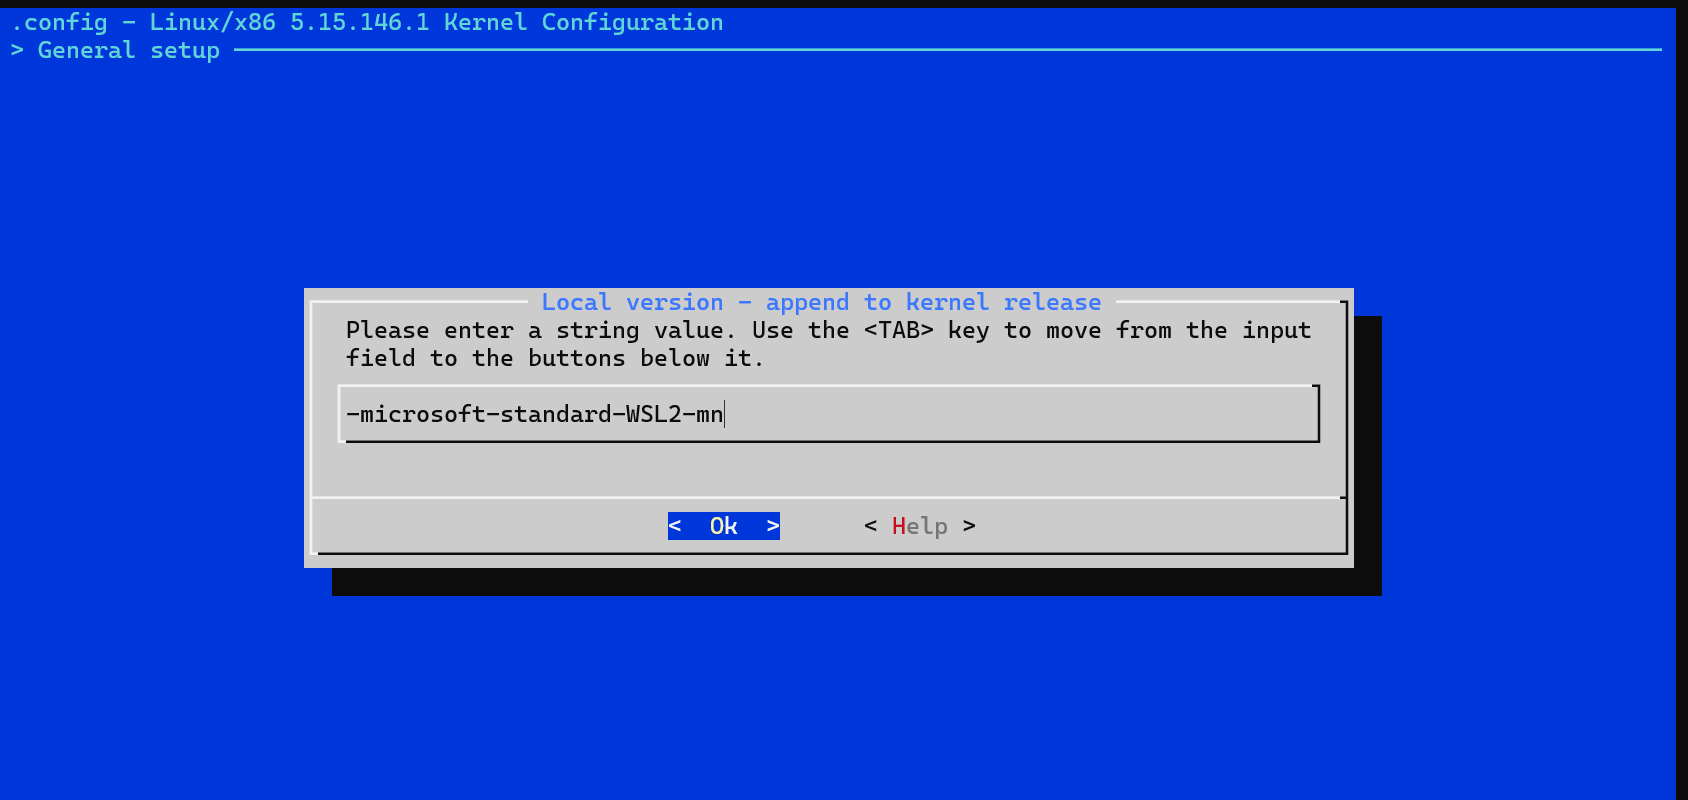 .config - Linux/x86 5.15.146.1 Kernel Configuration
> General setup
Local version - append to kernel release
Please enter a string value. Use the <TAB> key to move from the input
field to the buttons below it.
-microsoft-standard-WSL2-mn
<  Ok  > < Help >